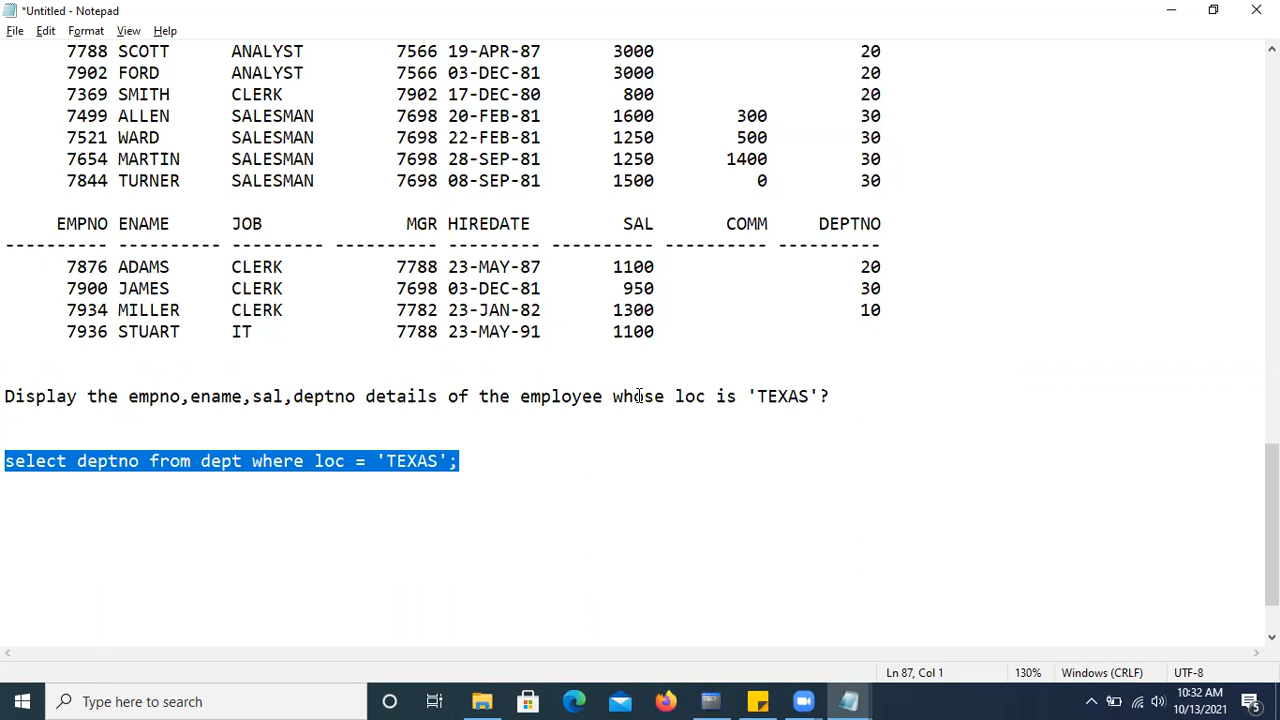 *Untitled - Notepad
File Edit Format View Help
7788 SCOTT ANALYST 7566 19-APR-87 3000 20
7902 FORD ANALYST 7566 03-DEC-81 3000 20
7369 SMITH CLERK 7902 17-DEC-80 800 20
7499 ALLEN SALESMAN 7698 20-FEB-81 1600 300 30
7521 WARD SALESMAN 7698 22-FEB-81 1250 500 30
7654 MARTIN SALESMAN 7698 28-SEP-81 1250 1400 30
7844 TURNER SALESMAN 7698 08-SEP-81 1500 0 30
EMPNO ENAME JOB MGR HIREDATE SAL COMM DEPTNO
---------- ---------- --------- ---------- --------- ---------- ---------- ----------
7876 ADAMS CLERK 7788 23-MAY-87 1100 20
7900 JAMES CLERK 7698 03-DEC-81 950 30
7934 MILLER CLERK 7782 23-JAN-82 1300 10
7936 STUART IT 7788 23-MAY-91 1100
Display the empno,ename,sal,deptno details of the employee whose loc is 'TEXAS'?
select deptno from dept where loc = 'TEXAS';
Ln 87, Col 1 130% Windows (CRLF) UTF-8
Type here to search
10:32 AM
10/13/2021
5